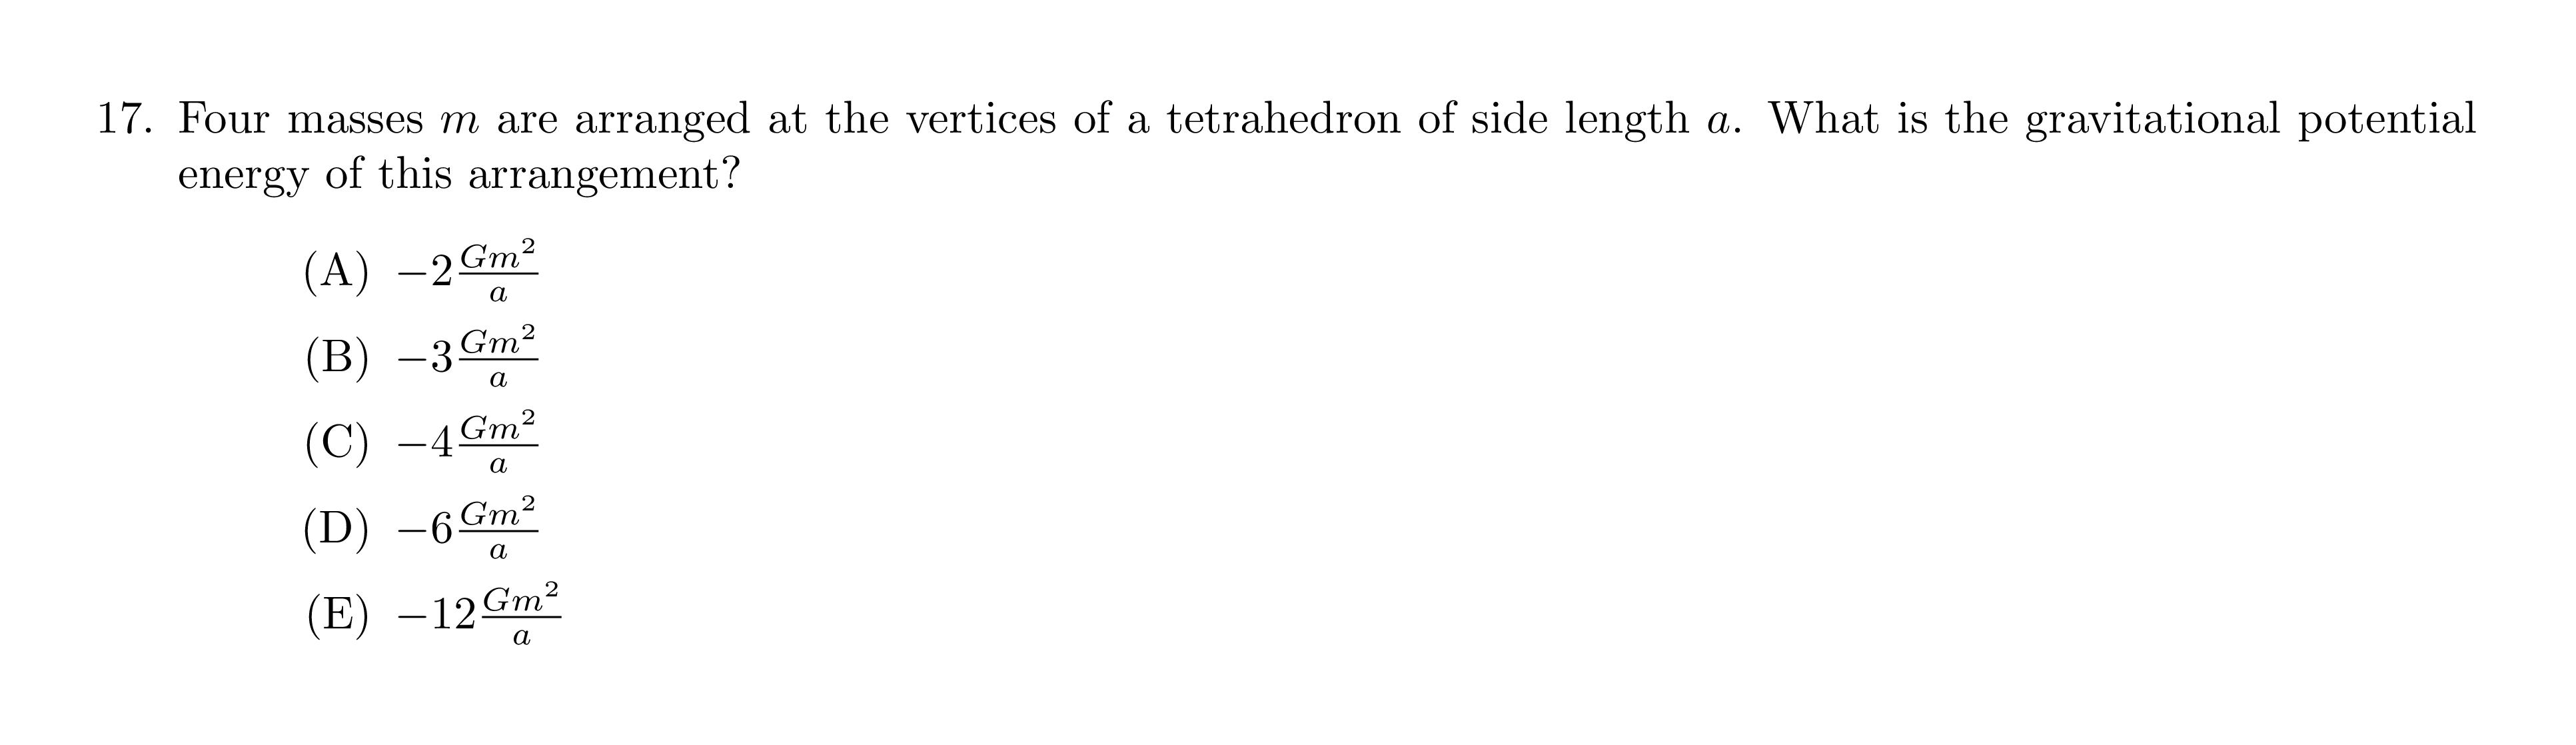 17. Four masses m are arranged at the vertices of a tetrahedron of side length a. What is the gravitational potential
energy of this arrangement?
(A) $-2\frac{Gm^2}{a}$
(B) $-3\frac{Gm^2}{a}$
(C) $-4\frac{Gm^2}{a}$
(D) $-6\frac{Gm^2}{a}$
(E) $-12\frac{Gm^2}{a}$